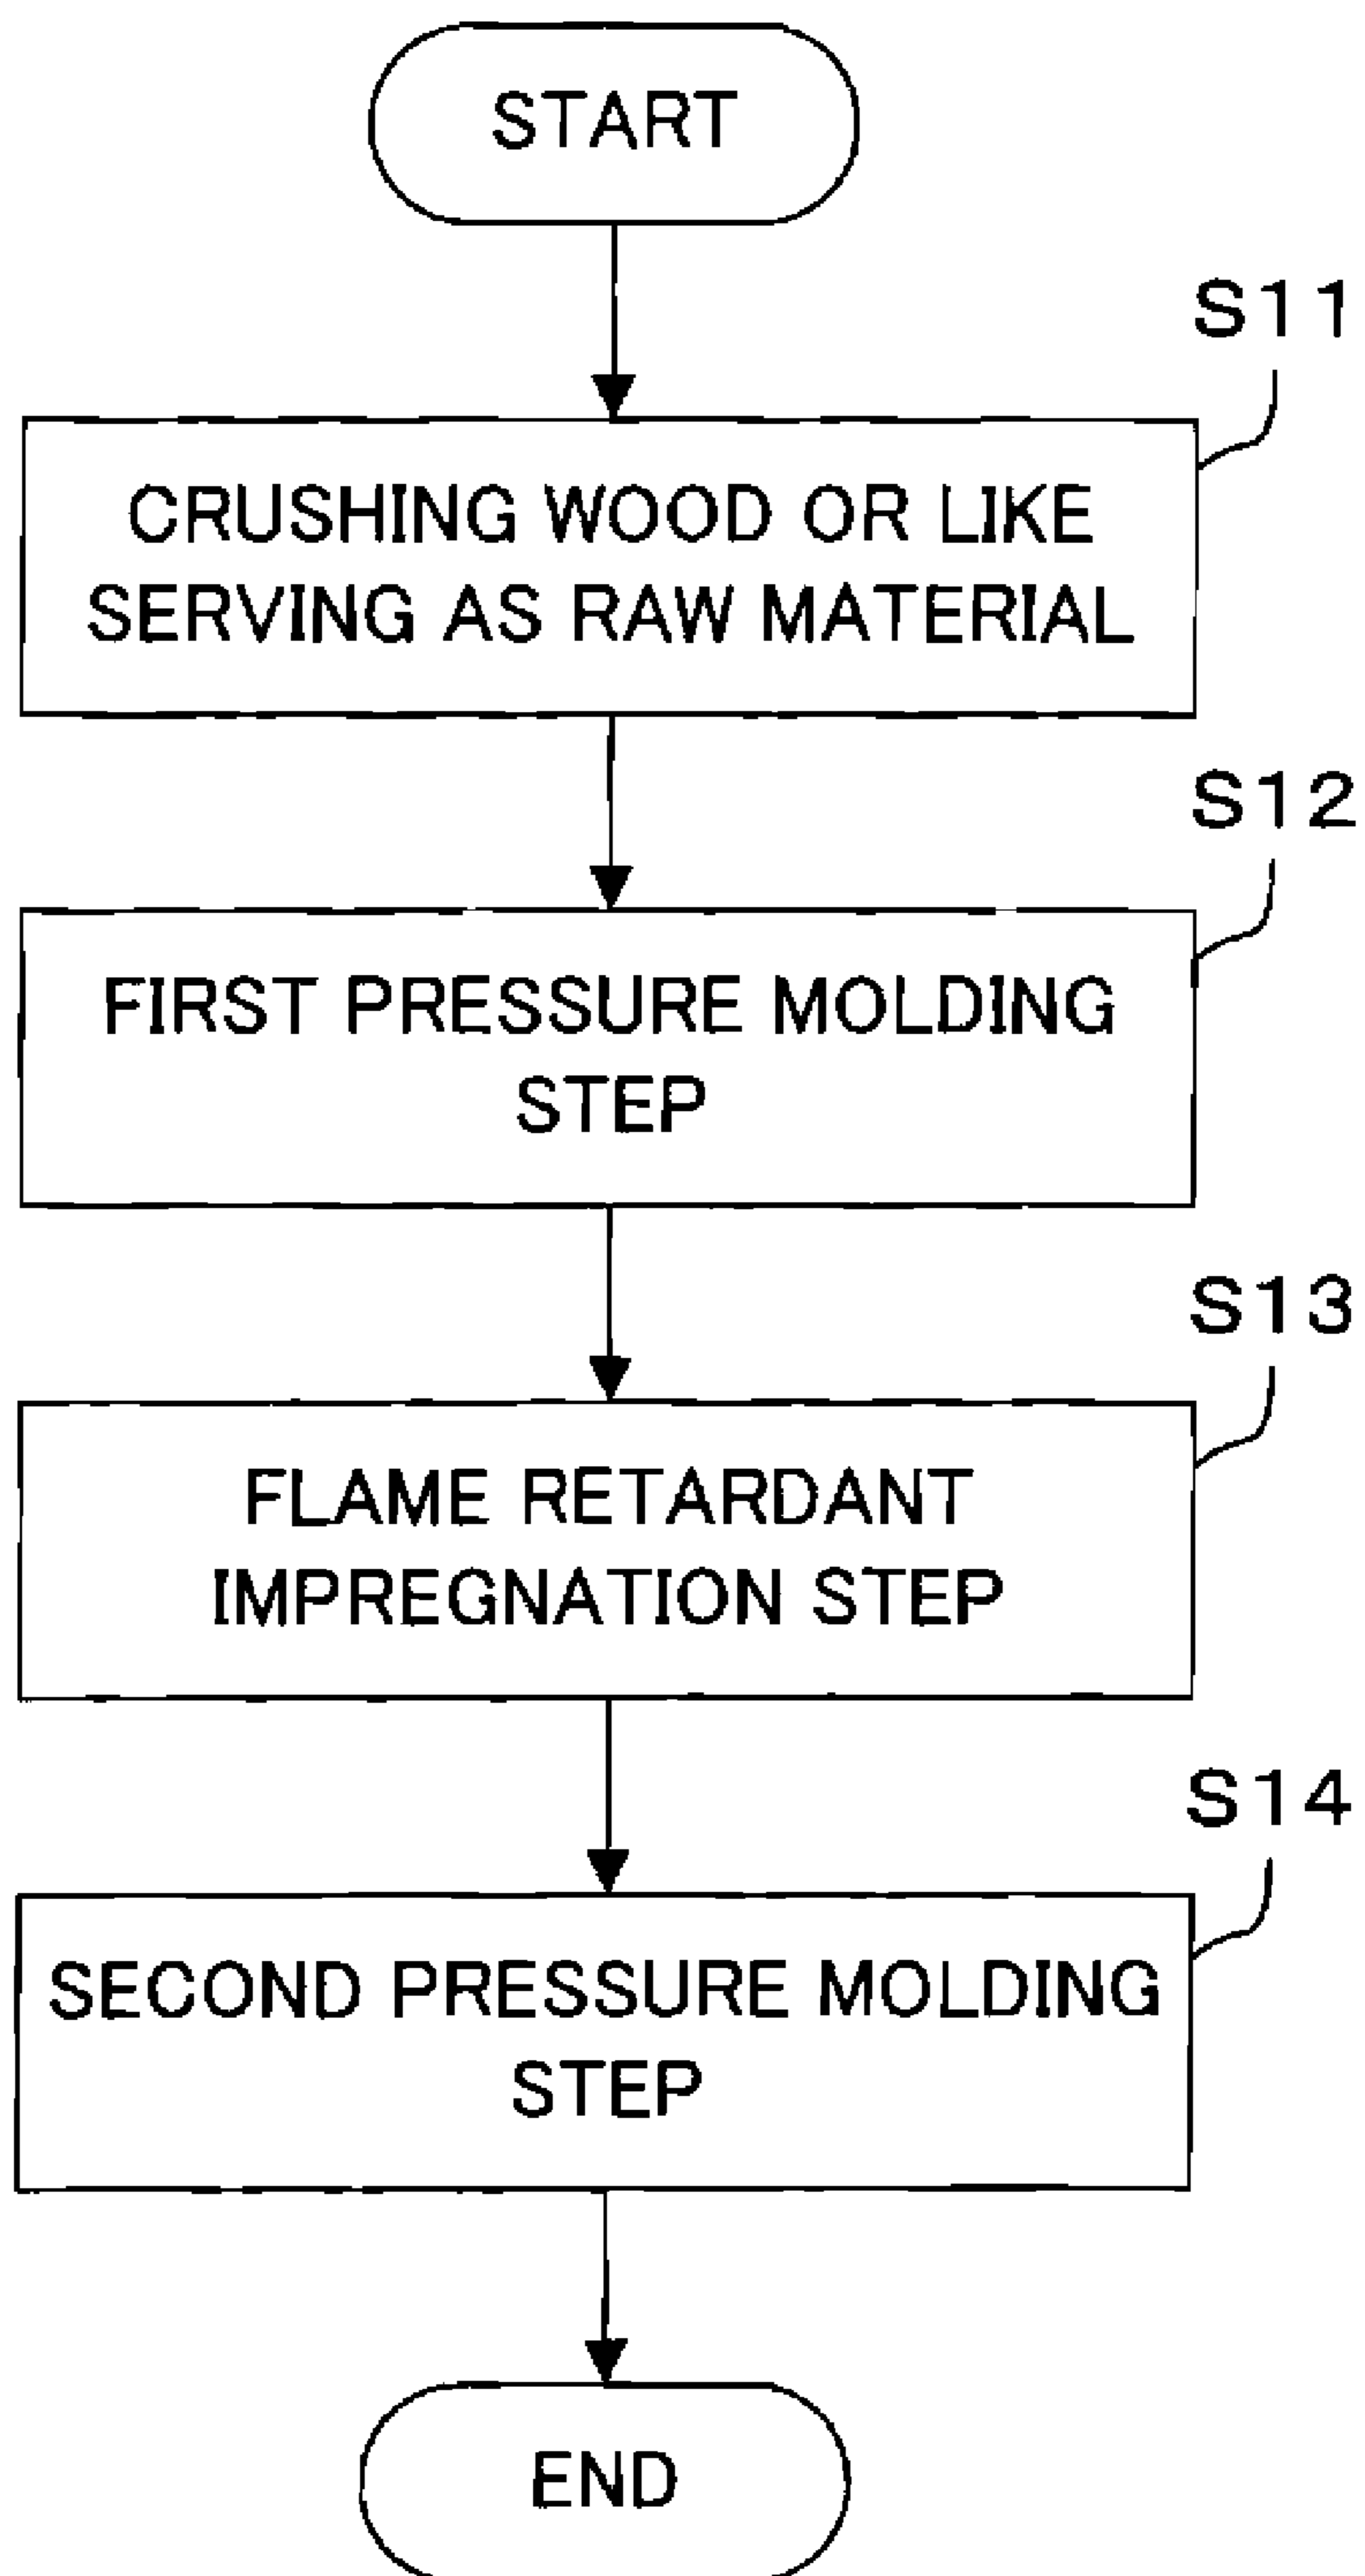 START
S11
CRUSHING WOOD OR LIKE
SERVING AS RAW MATERIAL
S12
FIRST PRESSURE MOLDING
STEP
S13
FLAME RETARDANT
IMPREGNATION STEP
S14
SECOND PRESSURE MOLDING
STEP
END